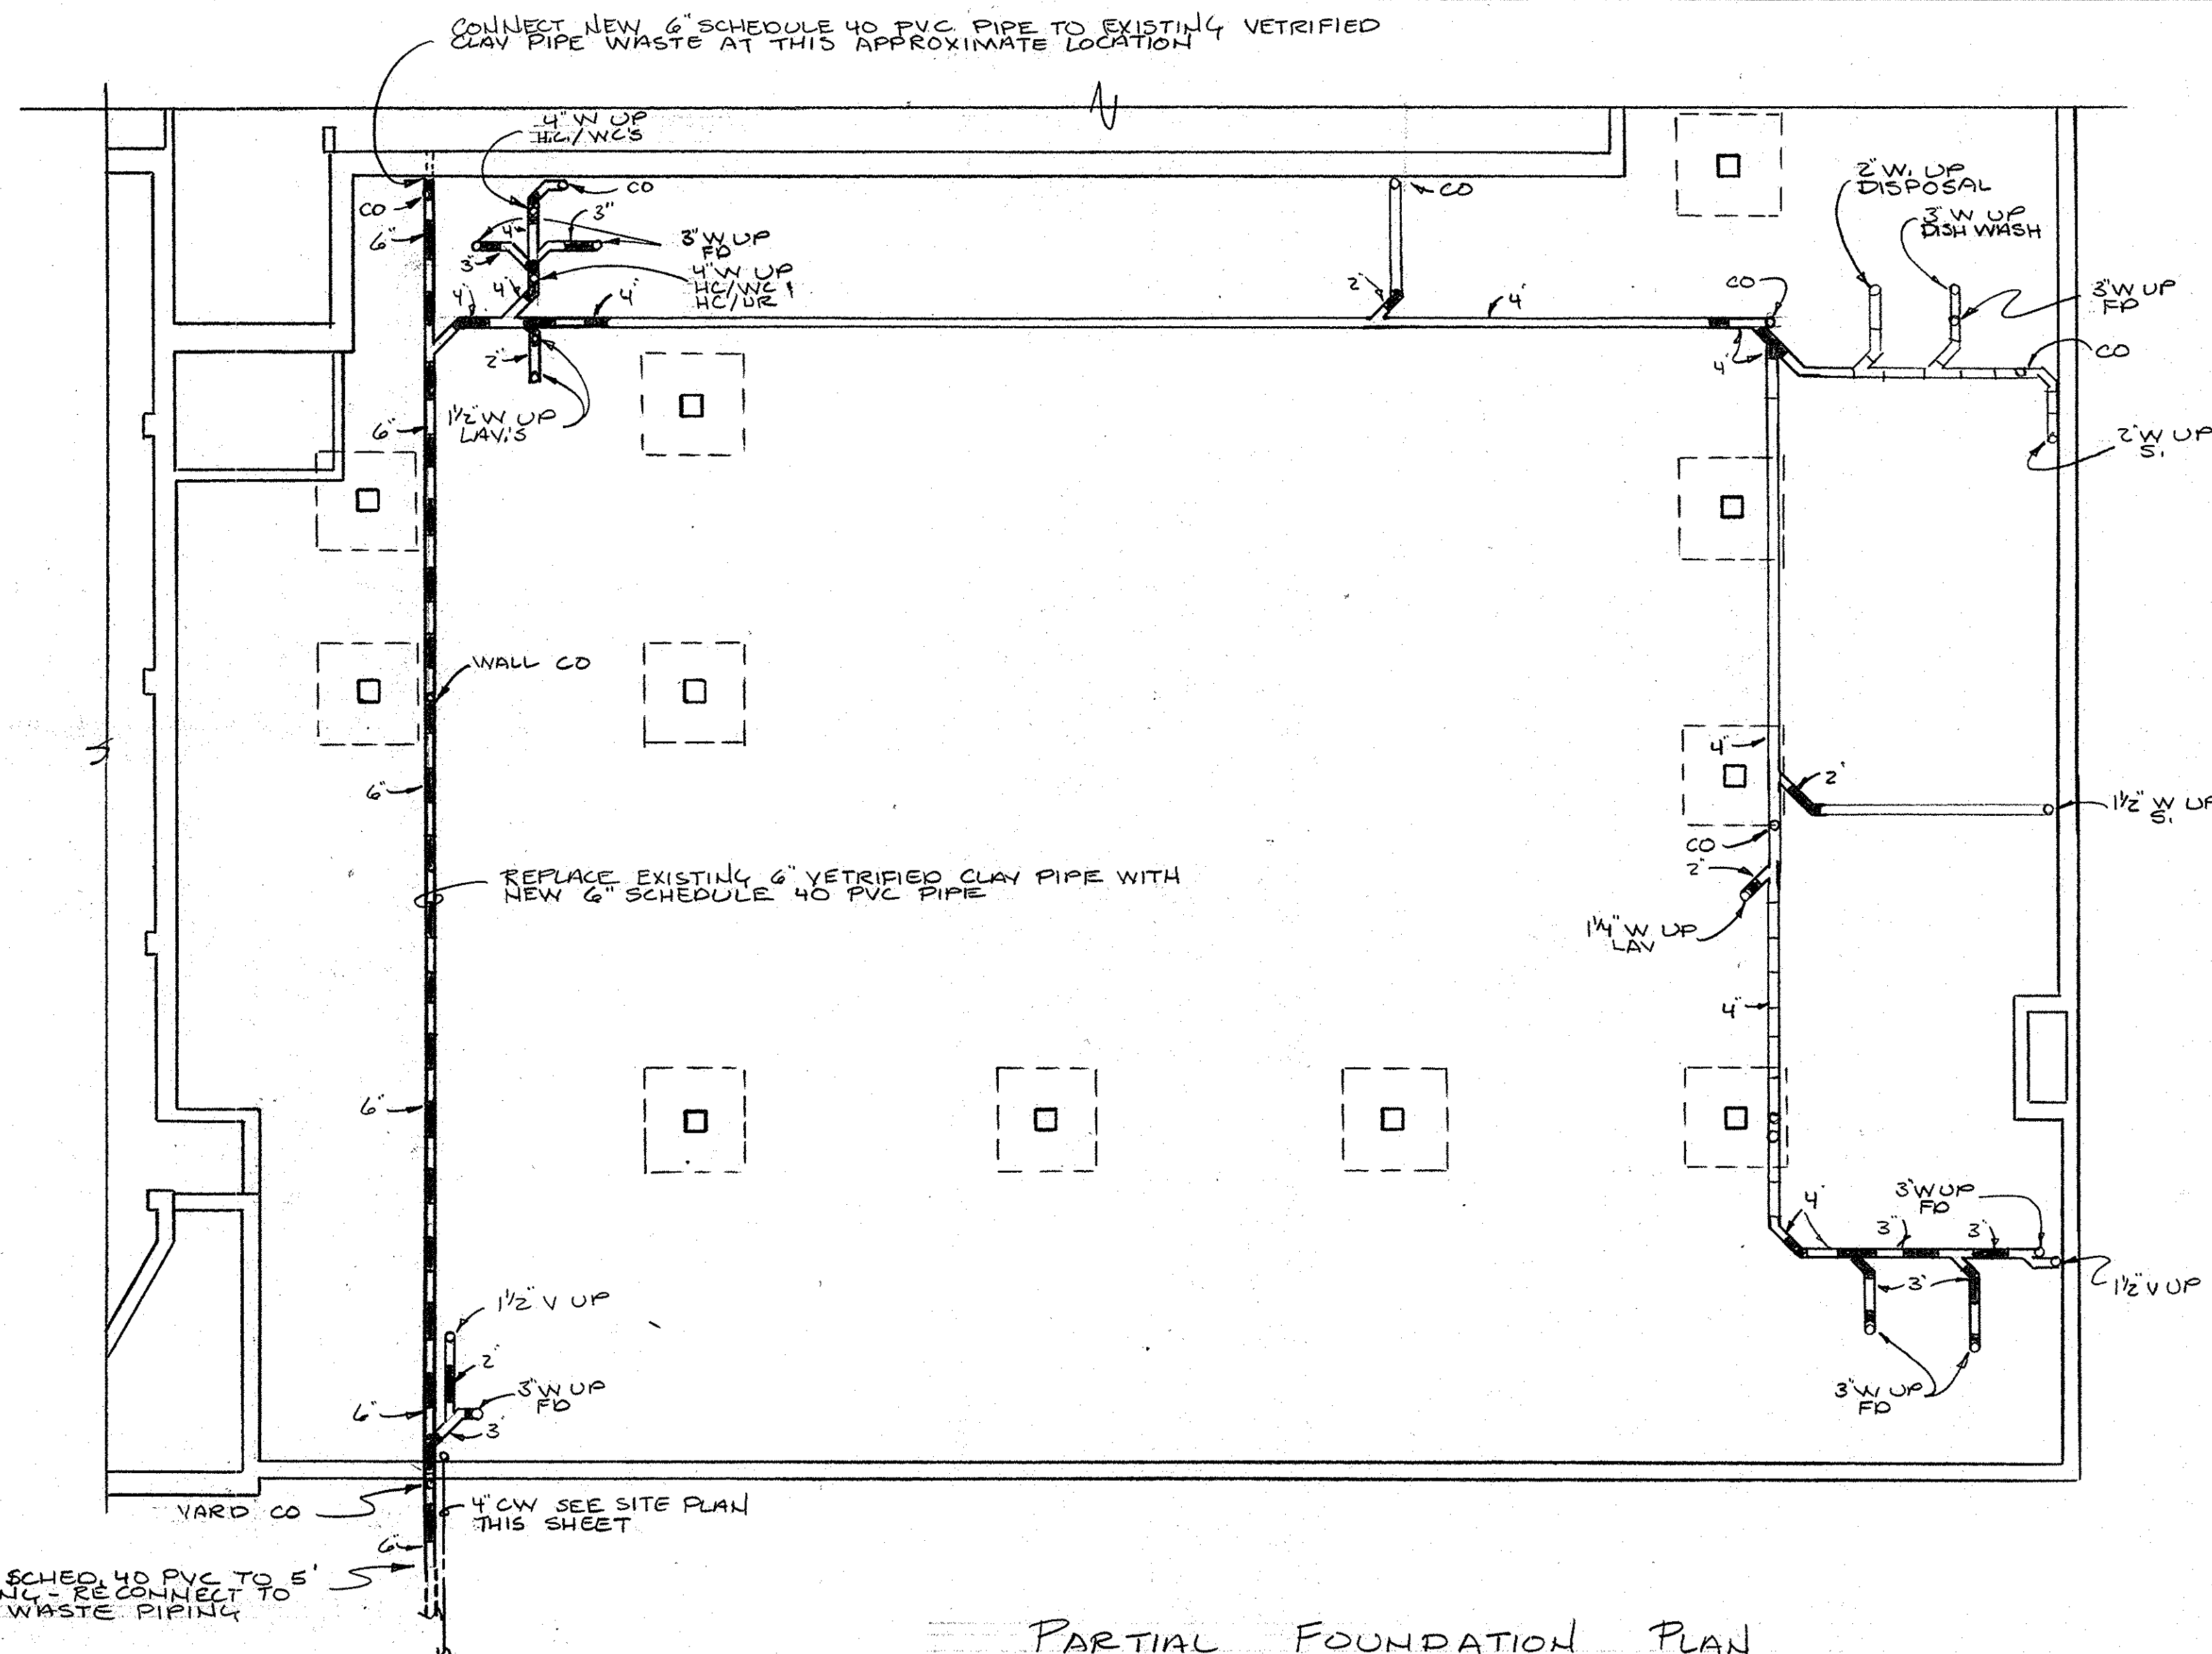 CONNECT NEW 6" SCHEDULE 40 PVC PIPE TO EXISTING VETRIFIED
CLAY PIPE WASTE AT THIS APPROXIMATE LOCATION
4" W UP
H.C./WC'S
CO
CO
6"
4"
3"
3"
3" W UP
FD
4" W UP
HC/WC &
HC/UR
4"
4"
4"
2"
1½" W UP
LAV.'S
CO
2"
4"
CO
4"
2" W. UP
DISPOSAL
3" W UP
DISH WASH
3" W UP
FD
CO
2" W UP
S.
6"
WALL CO
6"
4"
2"
1½" W UP
S.
CO
2"
1¼" W UP
LAV
REPLACE EXISTING 6" VETRIFIED CLAY PIPE WITH
NEW 6" SCHEDULE 40 PVC PIPE
4"
6"
4"
3" W UP
FD
3"
3"
1½" V UP
3"
3" W UP
FD
1½" V UP
2"
3" W UP
FD
6"
3"
YARD CO
4" CW SEE SITE PLAN
THIS SHEET
6"
SCHED. 40 PVC TO 5'
NG - RECONNECT TO
WASTE PIPING
PARTIAL FOUNDATION PLAN